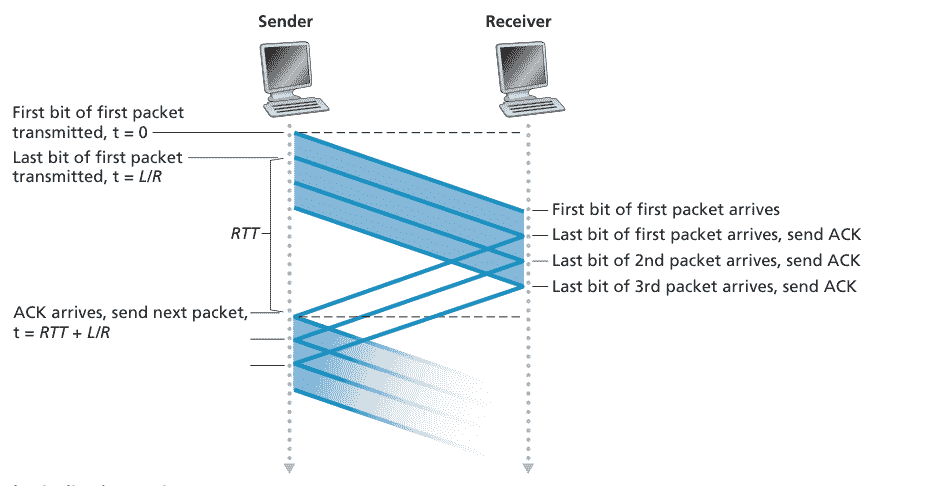 Sender
Receiver
First bit of first packet
transmitted, t = 0
Last bit of first packet
transmitted, t = L/R
First bit of first packet arrives
Last bit of first packet arrives, send ACK
RTT
Last bit of 2nd packet arrives, send ACK
Last bit of 3rd packet arrives, send ACK
ACK arrives, send next packet,
t = RTT + L/R